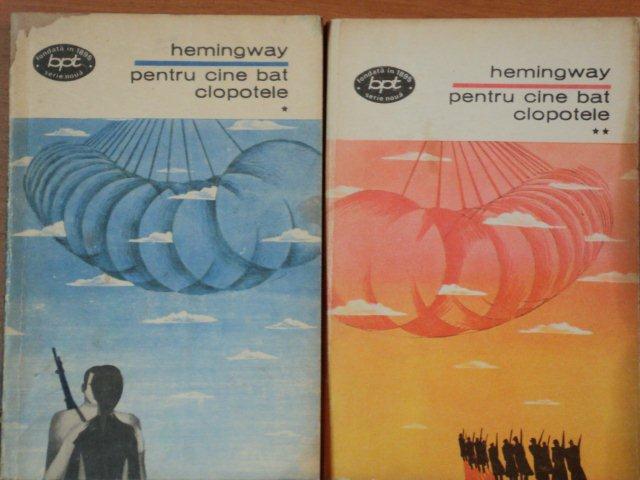 fondată în 1895
bpt
serie nouă
hemingway
pentru cine bat
clopotele
*
fondată în 1895
bpt
serie nouă
hemingway
pentru cine bat
clopotele
**